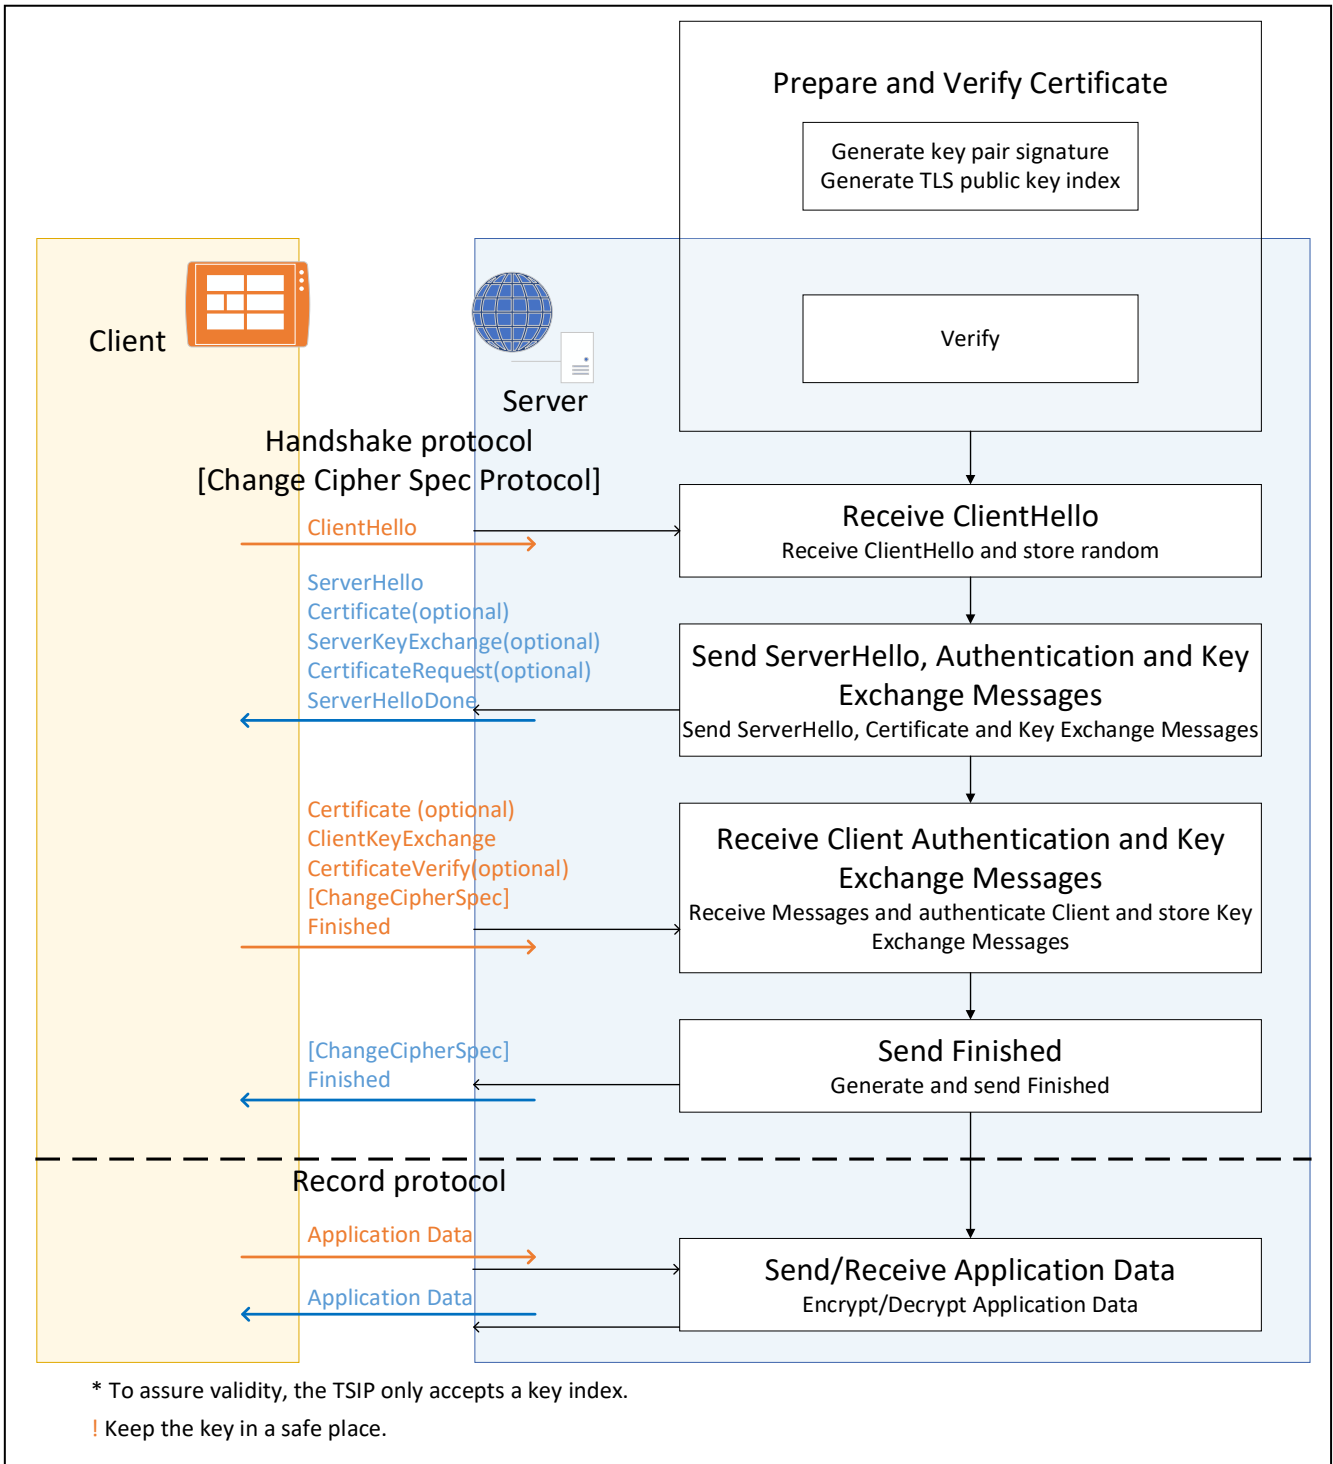 Prepare and Verify Certificate
Generate key pair signature
Generate TLS public key index
Verify
Client
Server
Handshake protocol
[Change Cipher Spec Protocol]
ClientHello
Receive ClientHello
Receive ClientHello and store random
ServerHello
Certificate(optional)
ServerKeyExchange(optional)
CertificateRequest(optional)
ServerHelloDone
Send ServerHello, Authentication and Key
Exchange Messages
Send ServerHello, Certificate and Key Exchange Messages
Certificate (optional)
ClientKeyExchange
CertificateVerify(optional)
[ChangeCipherSpec]
Finished
Receive Client Authentication and Key
Exchange Messages
Receive Messages and authenticate Client and store Key
Exchange Messages
[ChangeCipherSpec]
Finished
Send Finished
Generate and send Finished
Record protocol
Application Data
Application Data
Send/Receive Application Data
Encrypt/Decrypt Application Data
* To assure validity, the TSIP only accepts a key index.
! Keep the key in a safe place.